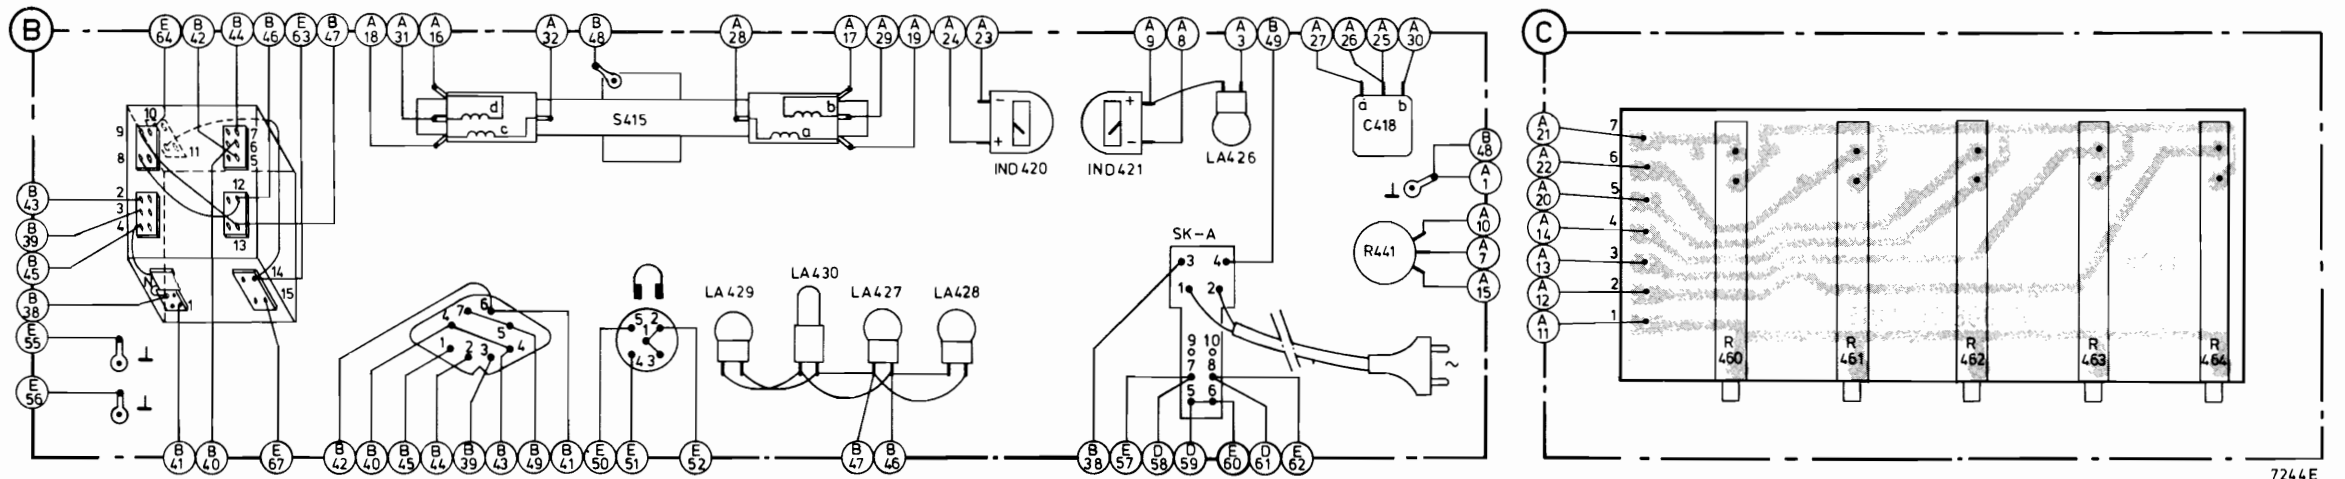 B
E 64 B 42 B 44 B 46 E 63 B 47 A 18 A 31 A 16 A 32 B 48 A 28 A 17 A 29 A 19 A 24 A 23 A 9 A 8 A 3 B 49 A 27 A 26 A 25 A 30
C
10
9
8
11
7
6
5
2
3
4
12
13
N
1
14
15
B 43
B 39
B 45
B 38
E 55
E 56
d
c
S415
b
a
-
+
IND420
+
-
IND421
LA426
a b
C418
B 48
A 1
A 10
A 7
A 15
R441
SK-A
3 4
1 2
9 10
7 8
5 6
~
7 6
4 5
1 2 3 4
5 2
1
4 3
LA429
LA430
LA427
LA428
B 41 B 40 E 67 B 42 B 40 B 45 B 44 B 39 B 43 B 49 B 41 E 50 E 51 E 52 B 47 B 46 B 38 E 57 D 58 D 59 E 60 D 61 E 62
A 21 7
A 22 6
A 20 5
A 14 4
A 13 3
A 12 2
A 11 1
R 460 R 461 R 462 R 463 R 464
7244E